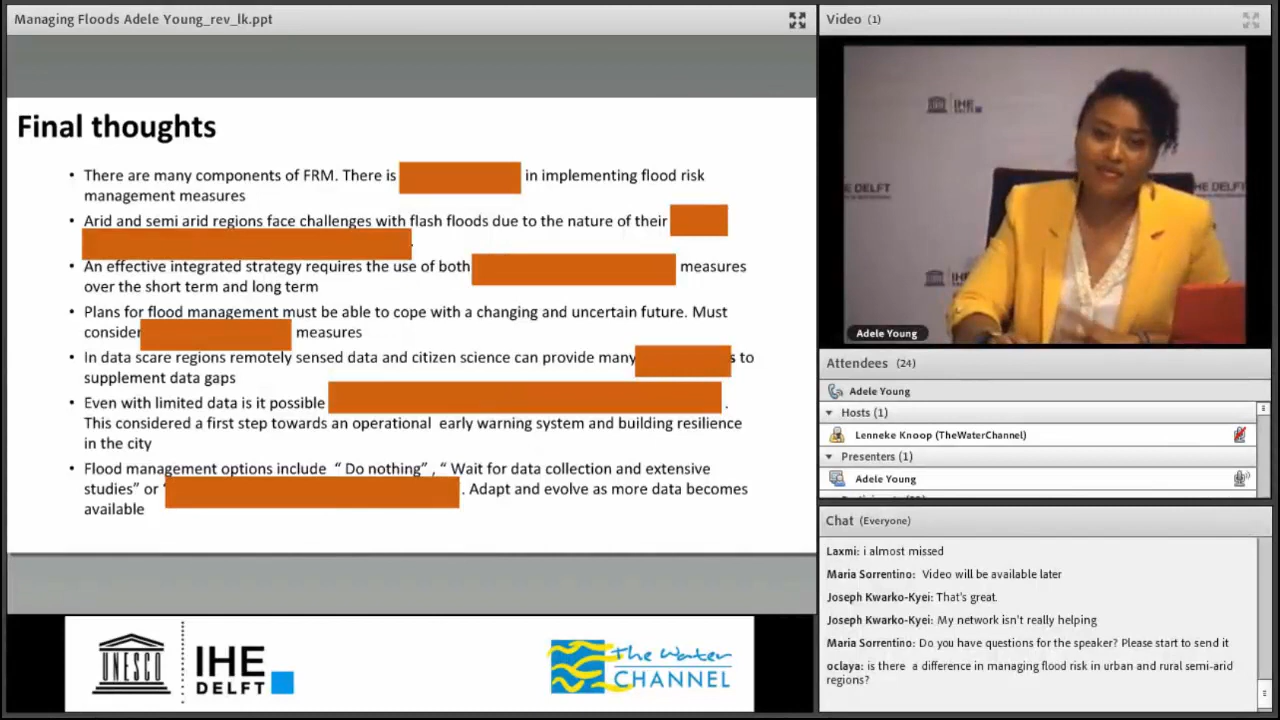 Managing Floods Adele Young_rev_lk.ppt
Final thoughts
• There are many components of FRM. There is in implementing flood risk
management measures
• Arid and semi arid regions face challenges with flash floods due to the nature of their
.
• An effective integrated strategy requires the use of both measures
over the short term and long term
• Plans for flood management must be able to cope with a changing and uncertain future. Must
consider measures
• In data scare regions remotely sensed data and citizen science can provide many s to
supplement data gaps
• Even with limited data is it possible .
This considered a first step towards an operational early warning system and building resilience
in the city
• Flood management options include “ Do nothing” , “ Wait for data collection and extensive
studies” or ‘ . Adapt and evolve as more data becomes
available
UNESCO
IHE
DELFT
The Water
CHANNEL
Video (1)
IHE
HE DELFT
HE DELFT
IHE
Adele Young
Attendees (24)
Adele Young
Hosts (1)
Lenneke Knoop (TheWaterChannel)
Presenters (1)
Adele Young
Chat (Everyone)
Laxmi: i almost missed
Maria Sorrentino: Video will be available later
Joseph Kwarko-Kyei: That's great.
Joseph Kwarko-Kyei: My network isn't really helping
Maria Sorrentino: Do you have questions for the speaker? Please start to send it
oclaya: is there a difference in managing flood risk in urban and rural semi-arid
regions?